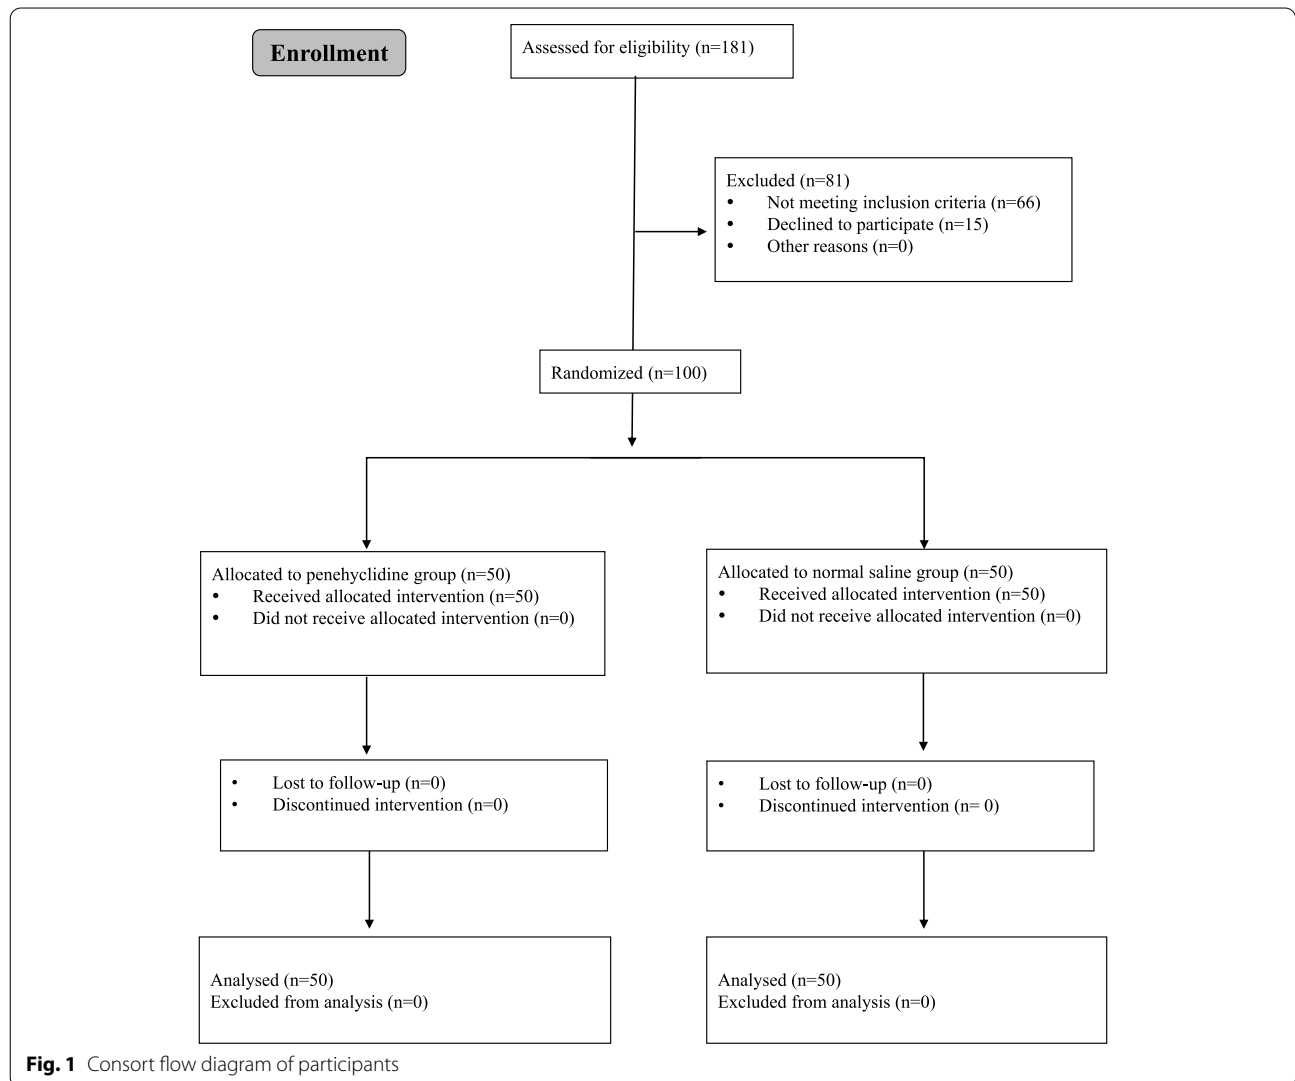 Enrollment
Assessed for eligibility (n=181)
Excluded (n=81)
• Not meeting inclusion criteria (n=66)
• Declined to participate (n=15)
• Other reasons (n=0)
Randomized (n=100)
Allocated to penehyclidine group (n=50)
• Received allocated intervention (n=50)
• Did not receive allocated intervention (n=0)
Allocated to normal saline group (n=50)
• Received allocated intervention (n=50)
• Did not receive allocated intervention (n=0)
• Lost to follow-up (n=0)
• Discontinued intervention (n=0)
• Lost to follow-up (n=0)
• Discontinued intervention (n= 0)
Analysed (n=50)
Excluded from analysis (n=0)
Analysed (n=50)
Excluded from analysis (n=0)
Fig. 1 Consort flow diagram of participants